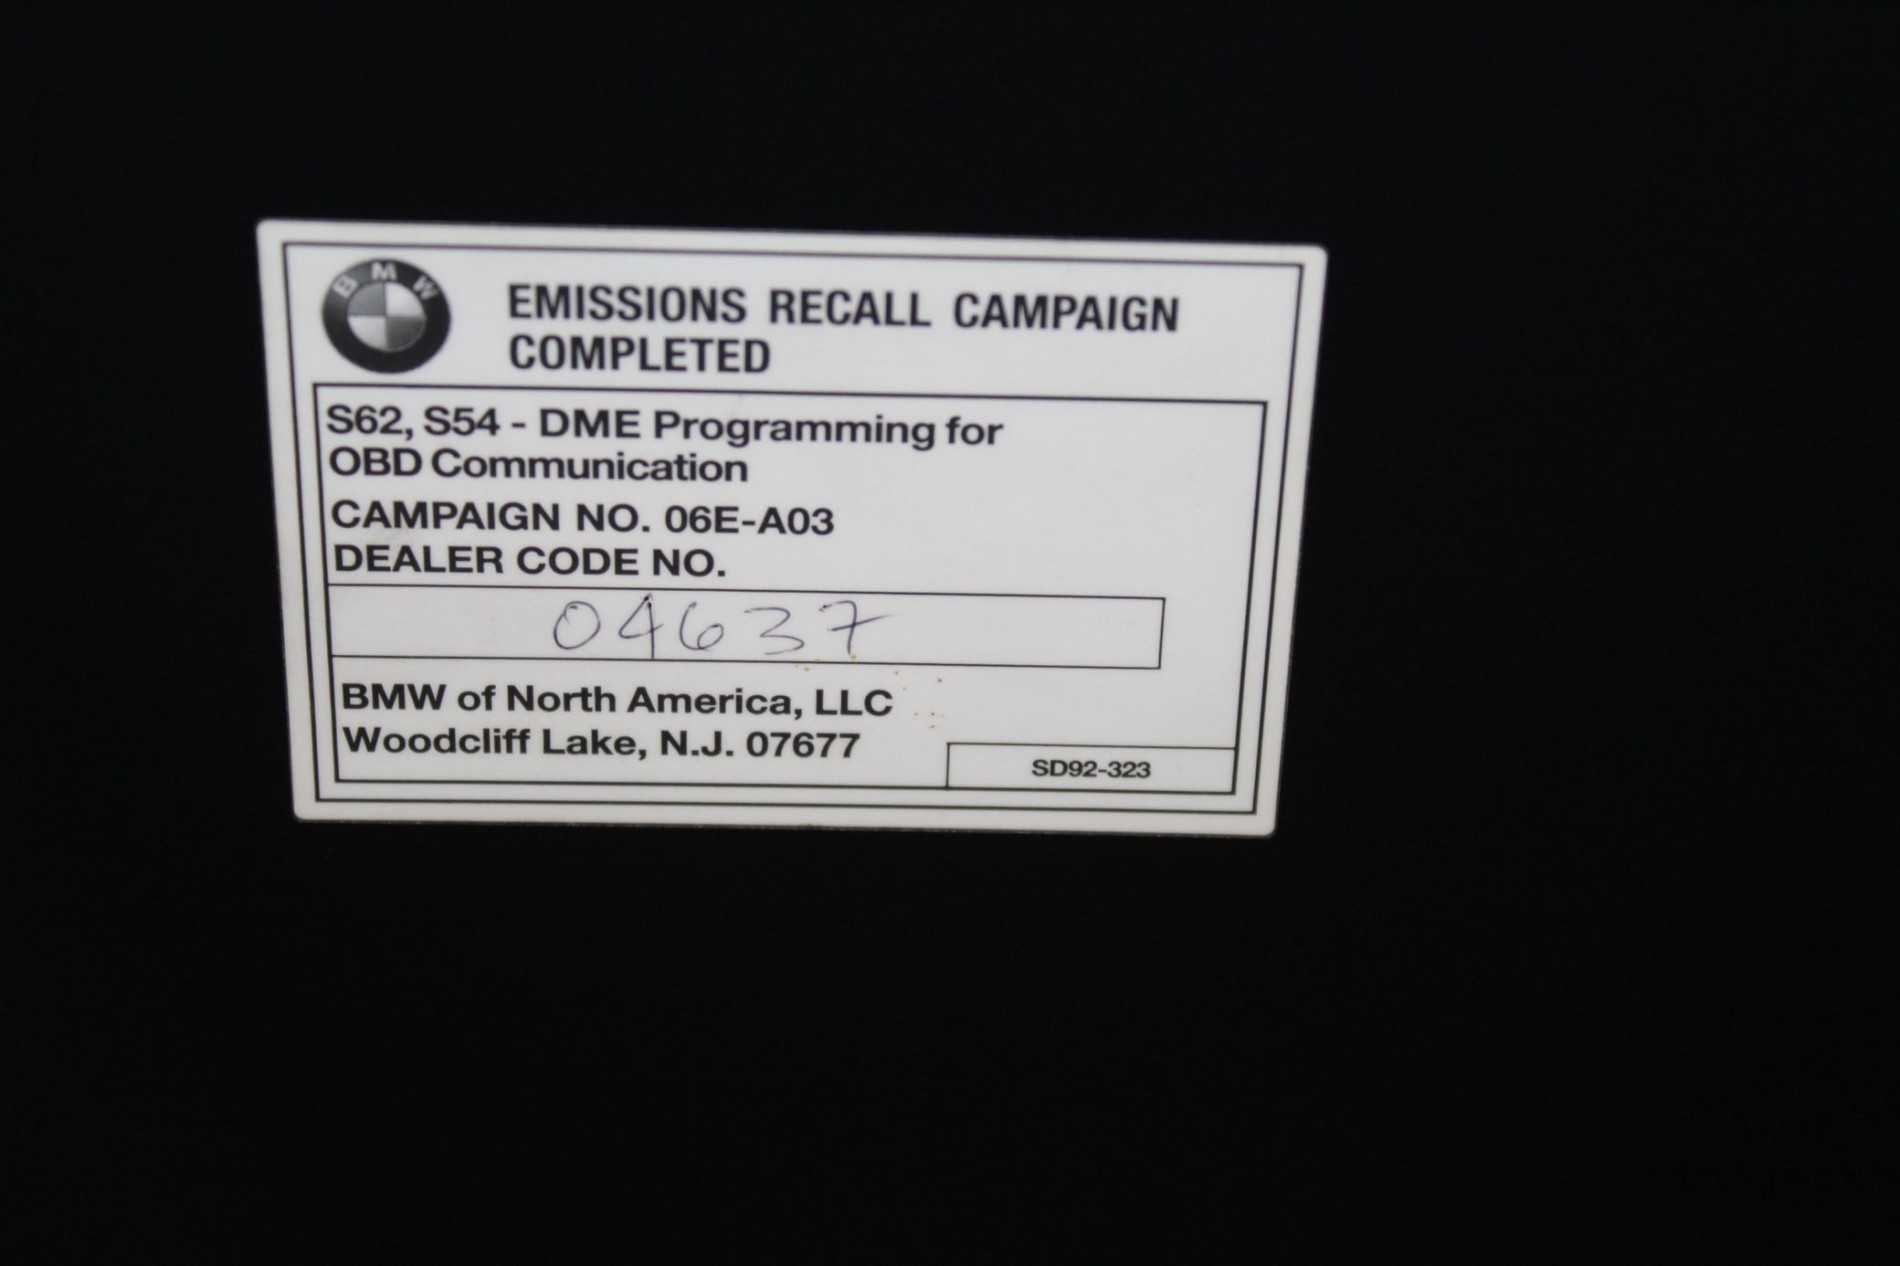 BMW
EMISSIONS RECALL CAMPAIGN
COMPLETED
S62, S54 - DME Programming for
OBD Communication
CAMPAIGN NO. 06E-A03
DEALER CODE NO.
04637
BMW of North America, LLC
Woodcliff Lake, N.J. 07677
SD92-323